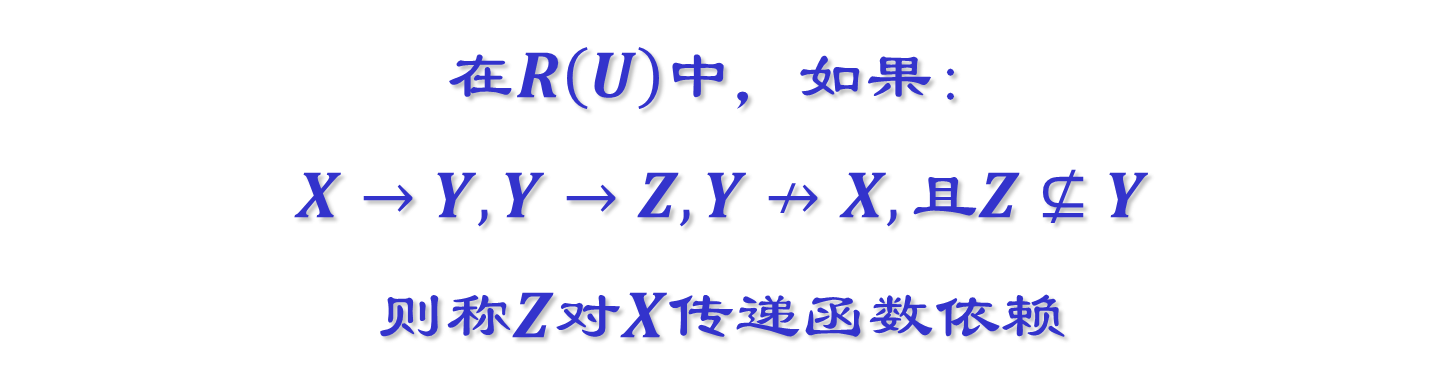 在R(U)中，如果：
X → Y,Y → Z,Y ↛ X,且Z ⊈ Y
则称Z对X传递函数依赖